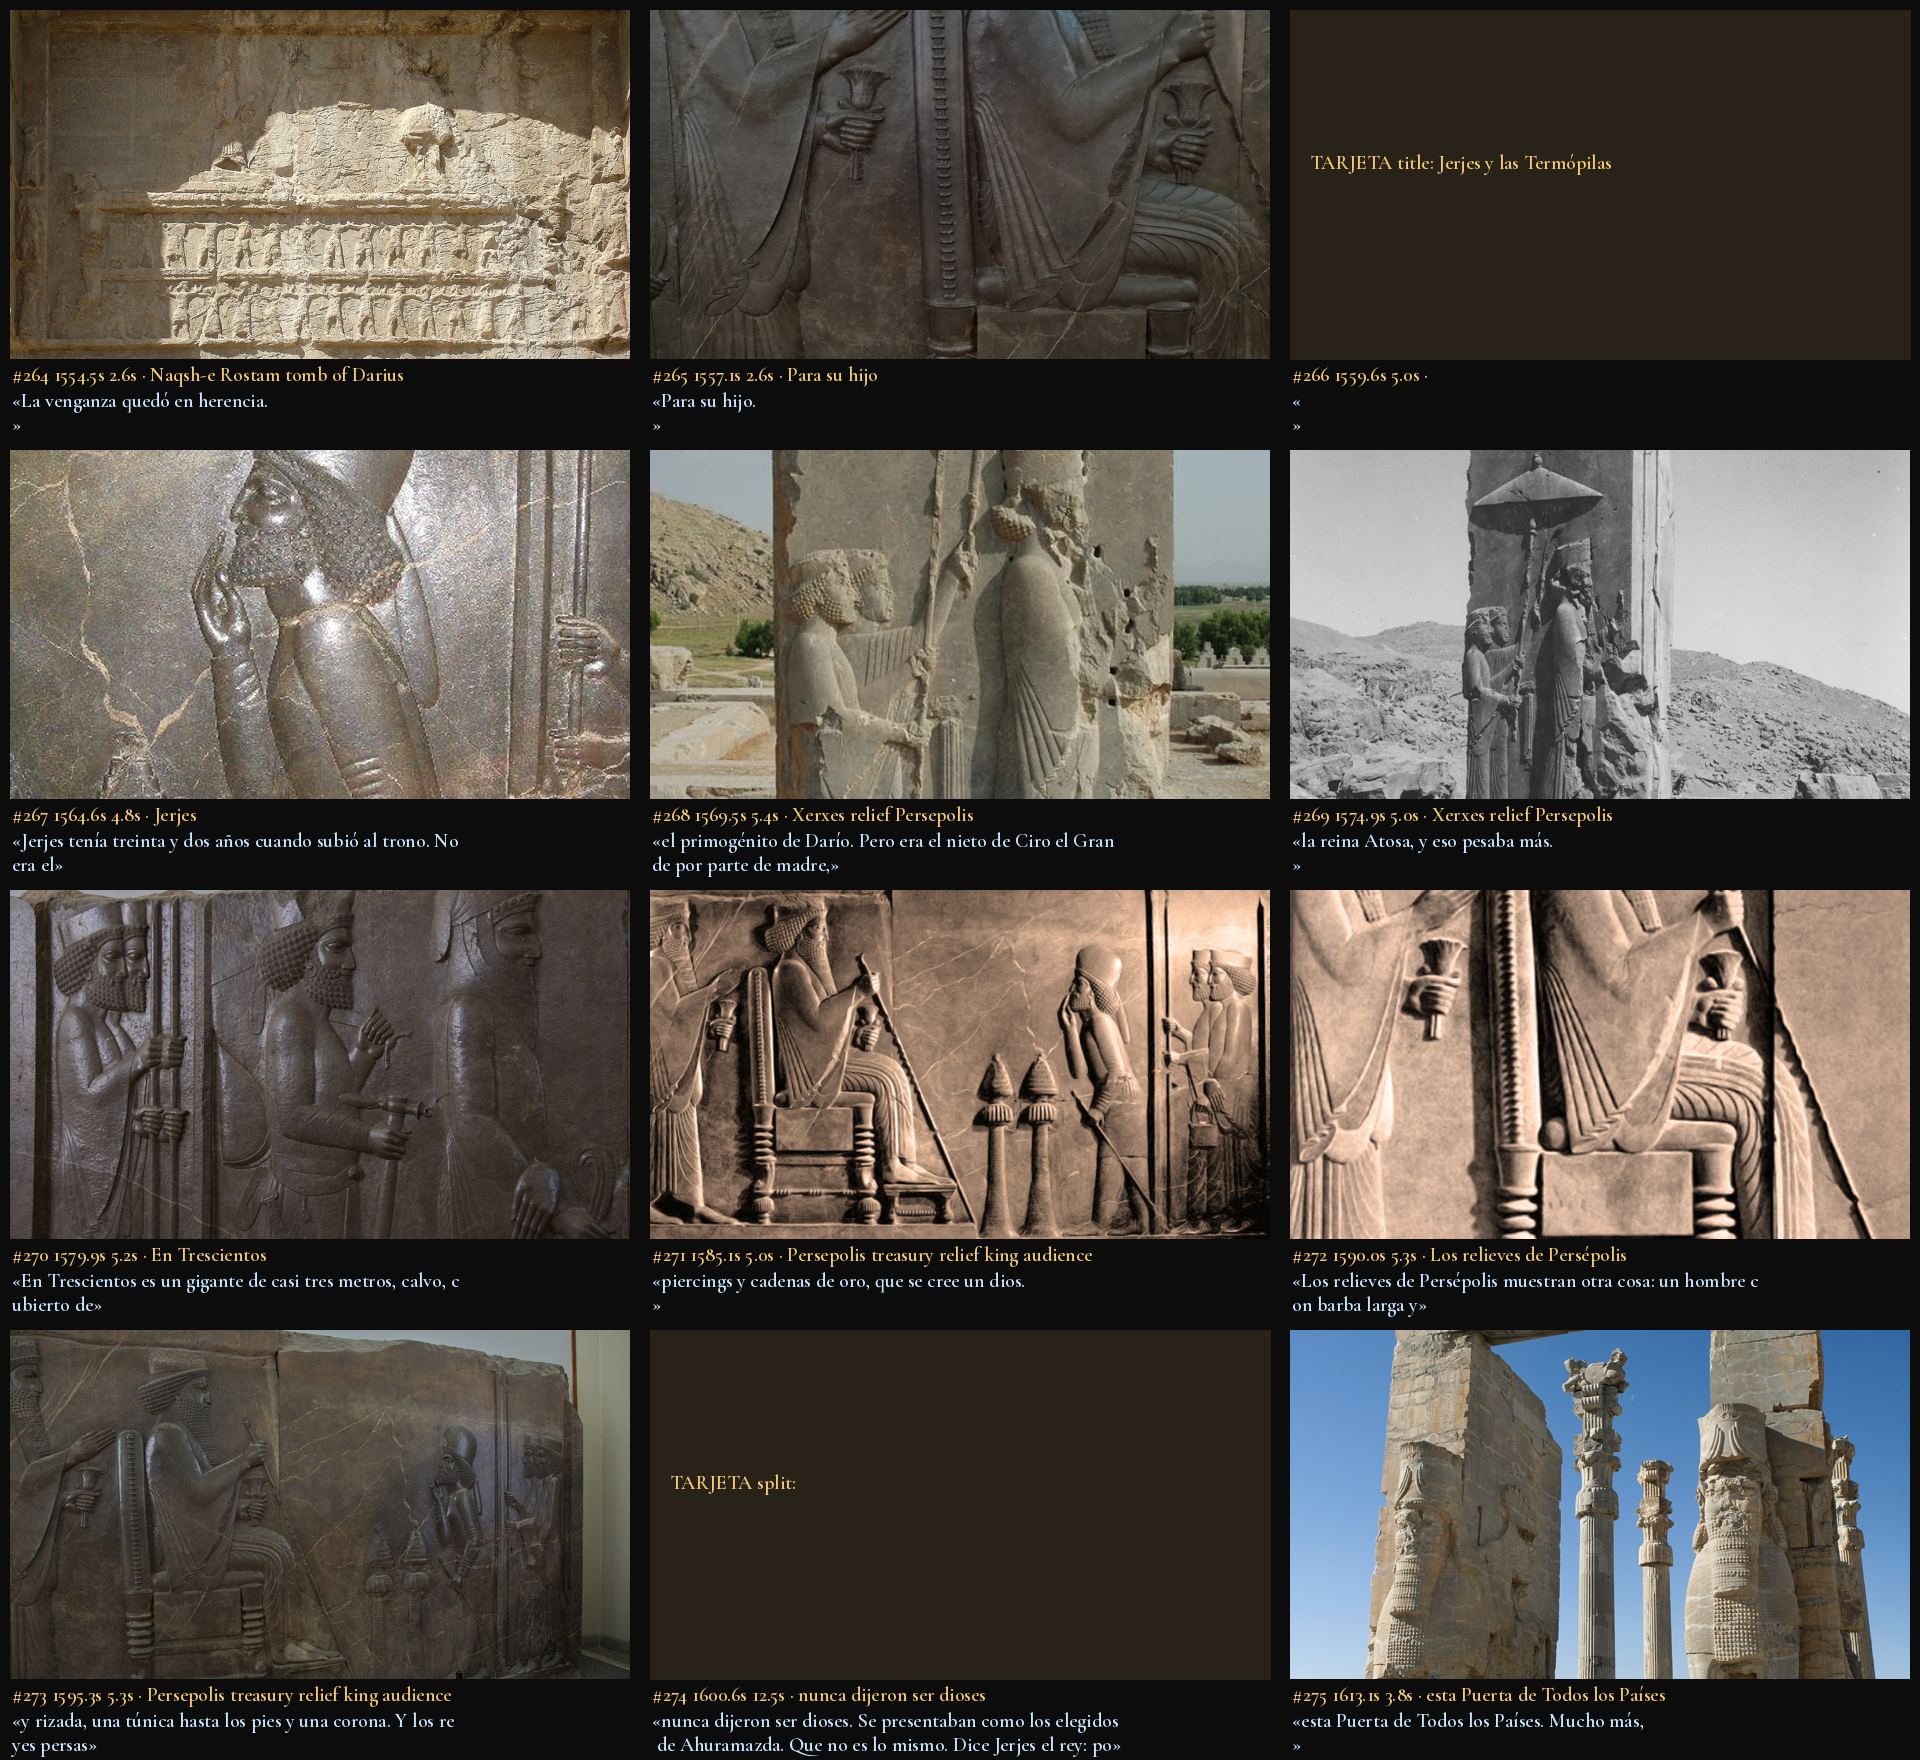 #264 1554.5s 2.6s · Naqsh-e Rostam tomb of Darius
«La venganza quedó en herencia.
»
#265 1557.1s 2.6s · Para su hijo
«Para su hijo.
»
TARJETA title: Jerjes y las Termópilas
#266 1559.6s 5.0s ·
«
»
#267 1564.6s 4.8s · Jerjes
«Jerjes tenía treinta y dos años cuando subió al trono. No
era el»
#268 1569.5s 5.4s · Xerxes relief Persepolis
«el primogénito de Darío. Pero era el nieto de Ciro el Gran
de por parte de madre,»
#269 1574.9s 5.0s · Xerxes relief Persepolis
«la reina Atosa, y eso pesaba más.
»
#270 1579.9s 5.2s · En Trescientos
«En Trescientos es un gigante de casi tres metros, calvo, c
ubierto de»
#271 1585.1s 5.0s · Persepolis treasury relief king audience
«piercings y cadenas de oro, que se cree un dios.
»
#272 1590.0s 5.3s · Los relieves de Persépolis
«Los relieves de Persépolis muestran otra cosa: un hombre c
on barba larga y»
#273 1595.3s 5.3s · Persepolis treasury relief king audience
«y rizada, una túnica hasta los pies y una corona. Y los re
yes persas»
TARJETA split:
#274 1600.6s 12.5s · nunca dijeron ser dioses
«nunca dijeron ser dioses. Se presentaban como los elegidos
de Ahuramazda. Que no es lo mismo. Dice Jerjes el rey: po»
#275 1613.1s 3.8s · esta Puerta de Todos los Países
«esta Puerta de Todos los Países. Mucho más,
»